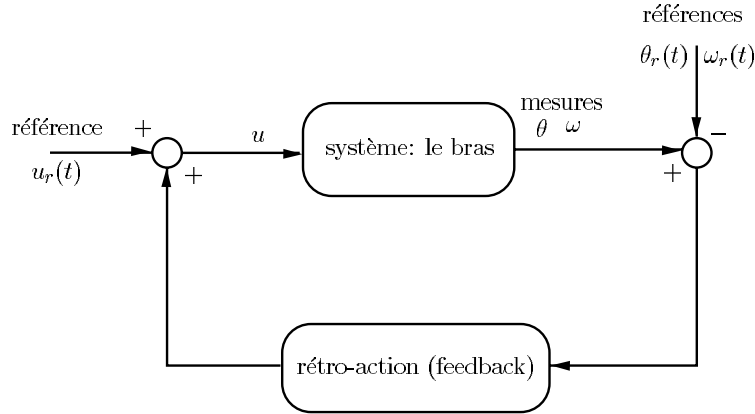 références
θ_r(t) ω_r(t)
mesures
θ ω
référence
u_r(t)
+
+
u
système: le bras
−
+
rétro-action (feedback)